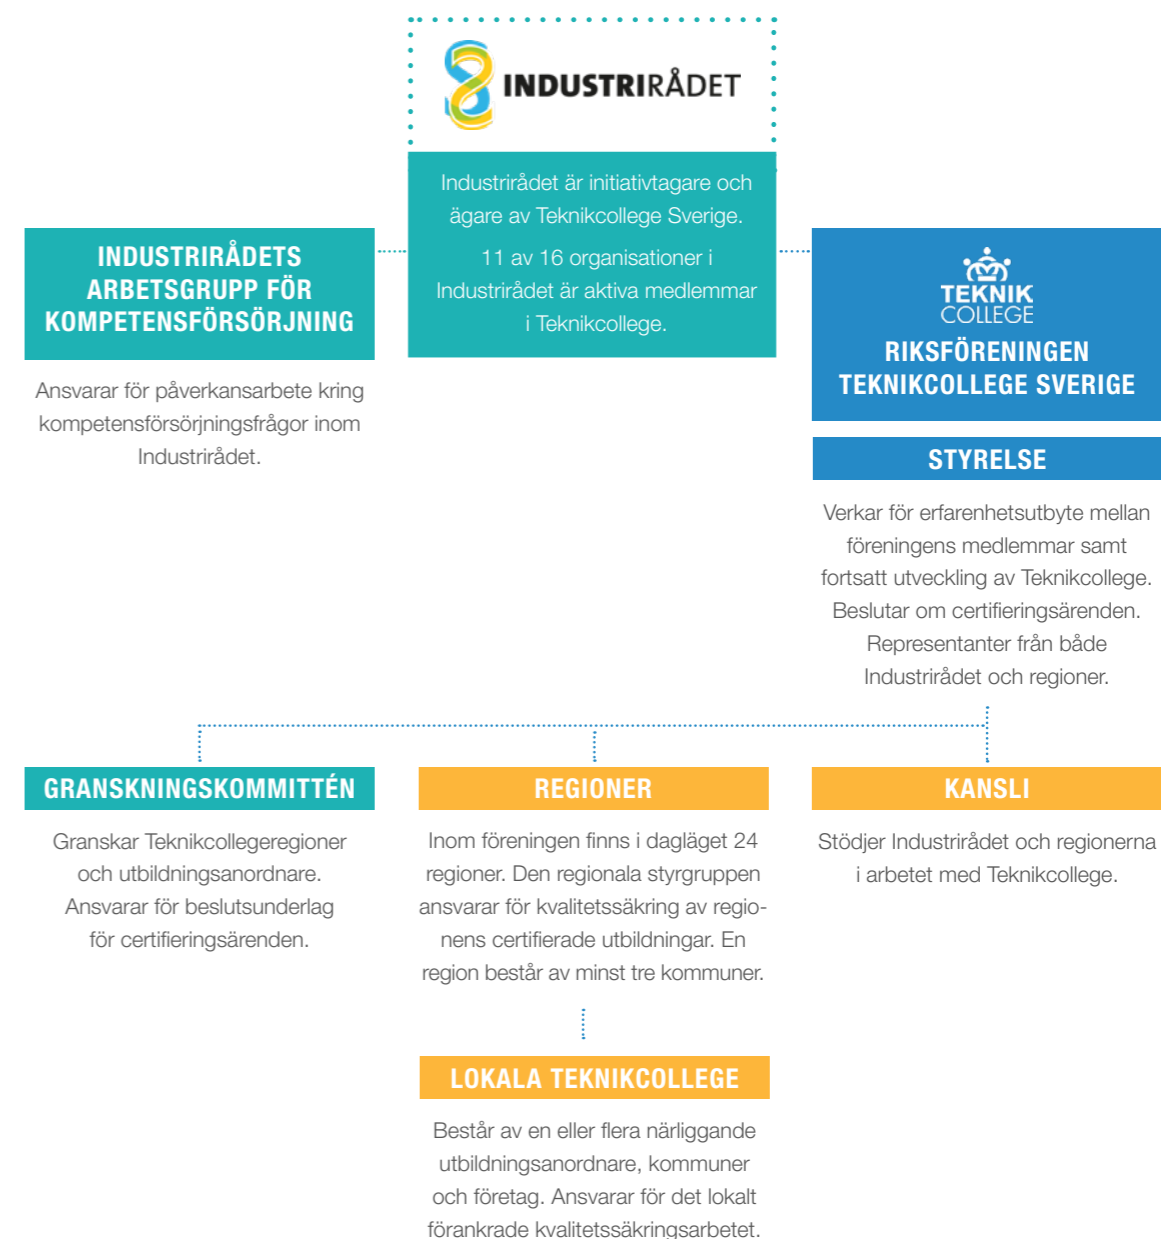 INDUSTRIRÅDET
Industrirådet är initiativtagare och
ägare av Teknikcollege Sverige.
11 av 16 organisationer i
Industrirådet är aktiva medlemmar
i Teknikcollege.
INDUSTRIRÅDETS
ARBETSGRUPP FÖR
KOMPETENSFÖRSÖRJNING
Ansvarar för påverkansarbete kring
kompetensförsörjningsfrågor inom
Industrirådet.
TEKNIK
COLLEGE
RIKSFÖRENINGEN
TEKNIKCOLLEGE SVERIGE
STYRELSE
Verkar för erfarenhetsutbyte mellan
föreningens medlemmar samt
fortsatt utveckling av Teknikcollege.
Beslutar om certifieringsärenden.
Representanter från både
Industrirådet och regioner.
GRANSKNINGSKOMMITTÉN
Granskar Teknikcollegeregioner
och utbildningsanordnare.
Ansvarar för beslutsunderlag
för certifieringsärenden.
REGIONER
Inom föreningen finns i dagläget 24
regioner. Den regionala styrgruppen
ansvarar för kvalitetssäkring av regio-
nens certifierade utbildningar. En
region består av minst tre kommuner.
KANSLI
Stödjer Industrirådet och regionerna
i arbetet med Teknikcollege.
LOKALA TEKNIKCOLLEGE
Består av en eller flera närliggande
utbildningsanordnare, kommuner
och företag. Ansvarar för det lokalt
förankrade kvalitetssäkringsarbetet.